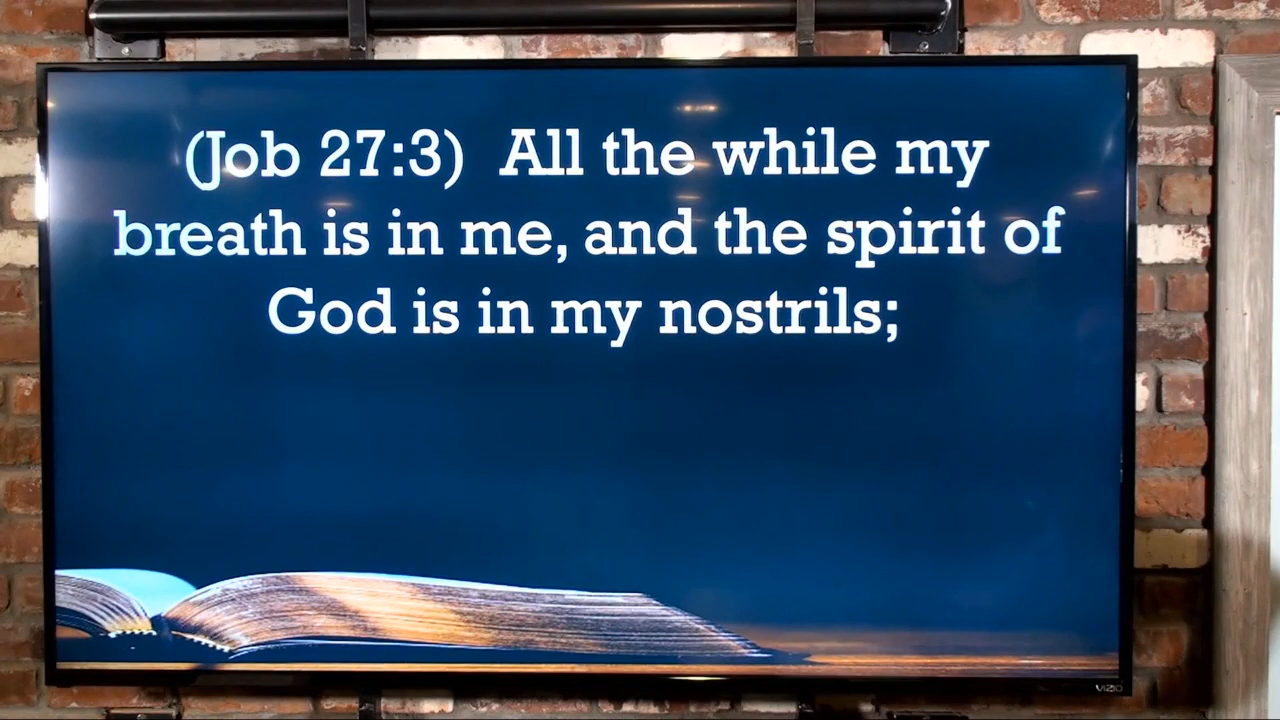 (Job 27:3)  All the while my
breath is in me, and the spirit of
God is in my nostrils;
VIZIO